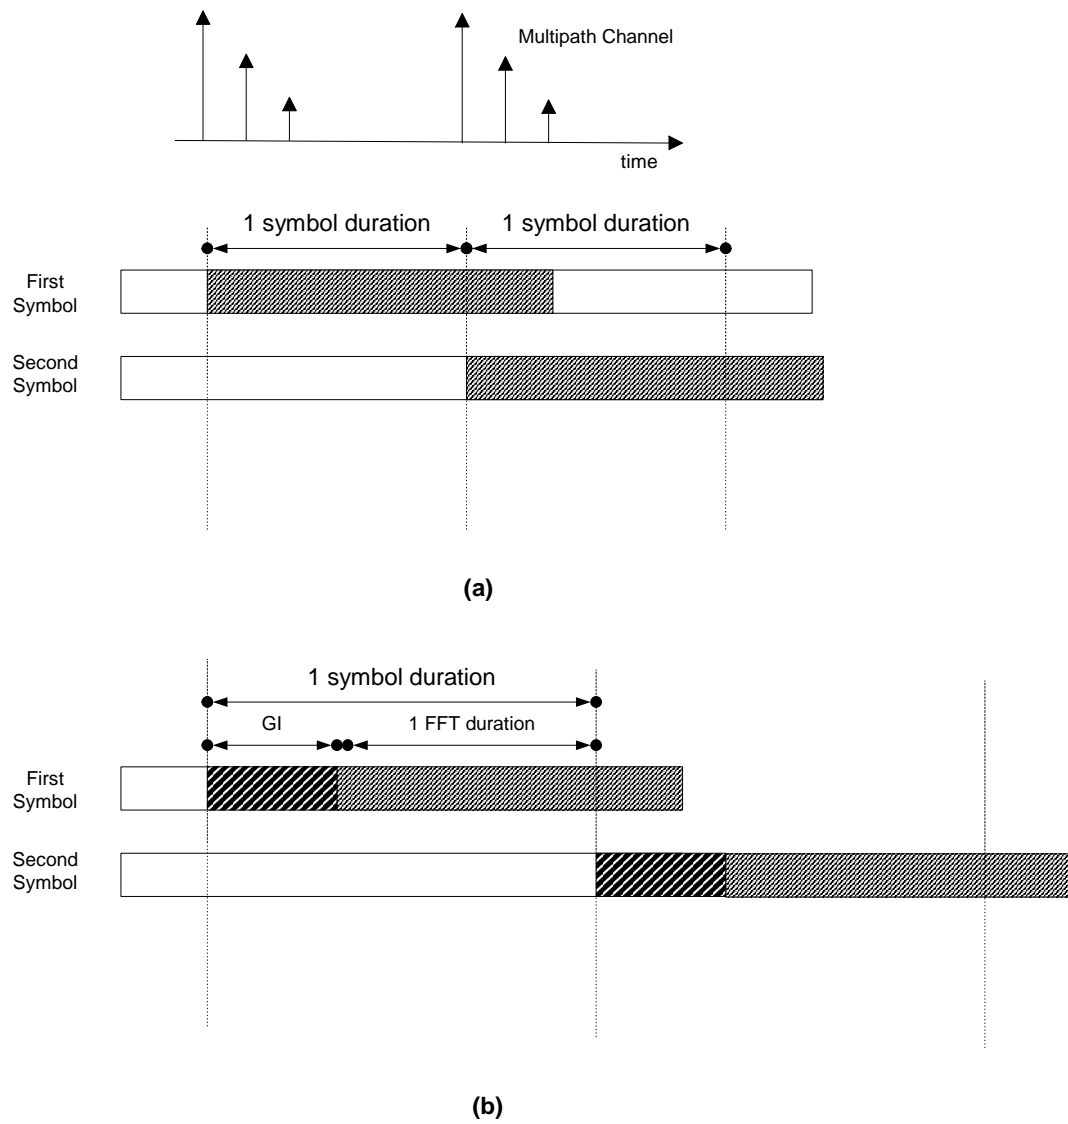 Multipath Channel
time
1 symbol duration
1 symbol duration
First
Symbol
Second
Symbol
(a)
1 symbol duration
GI
1 FFT duration
First
Symbol
Second
Symbol
(b)